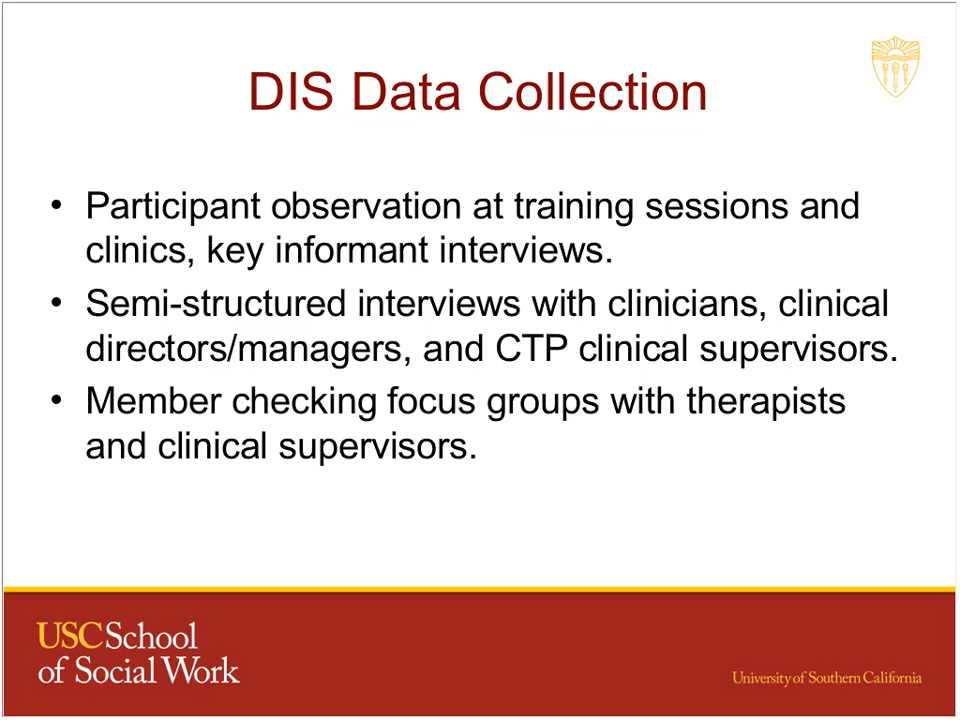 DIS Data Collection
• Participant observation at training sessions and
clinics, key informant interviews.
• Semi-structured interviews with clinicians, clinical
directors/managers, and CTP clinical supervisors.
• Member checking focus groups with therapists
and clinical supervisors.
USC School
of Social Work
University of Southern California